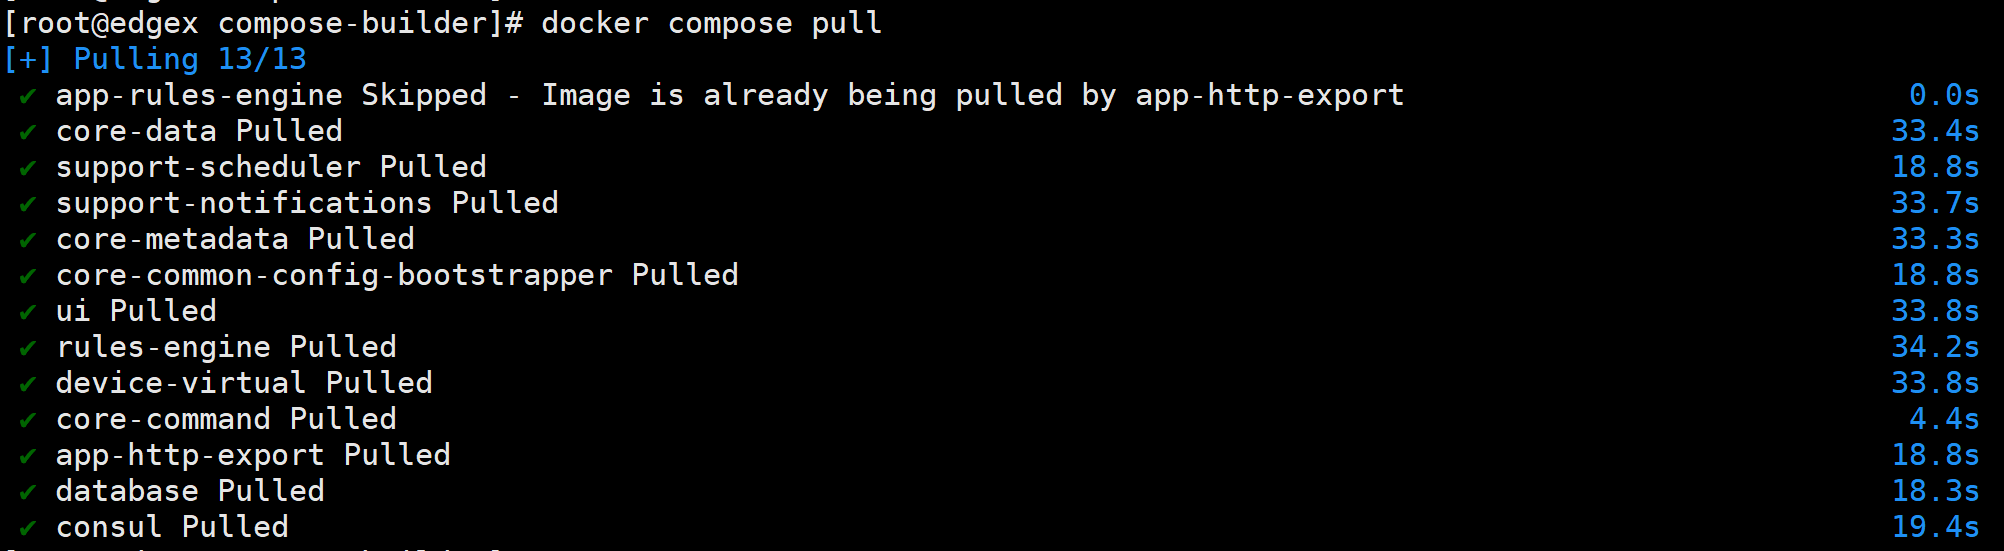 [root@edgex compose-builder]# docker compose pull
[+] Pulling 13/13
✔ app-rules-engine Skipped - Image is already being pulled by app-http-export 0.0s
✔ core-data Pulled 33.4s
✔ support-scheduler Pulled 18.8s
✔ support-notifications Pulled 33.7s
✔ core-metadata Pulled 33.3s
✔ core-common-config-bootstrapper Pulled 18.8s
✔ ui Pulled 33.8s
✔ rules-engine Pulled 34.2s
✔ device-virtual Pulled 33.8s
✔ core-command Pulled 4.4s
✔ app-http-export Pulled 18.8s
✔ database Pulled 18.3s
✔ consul Pulled 19.4s